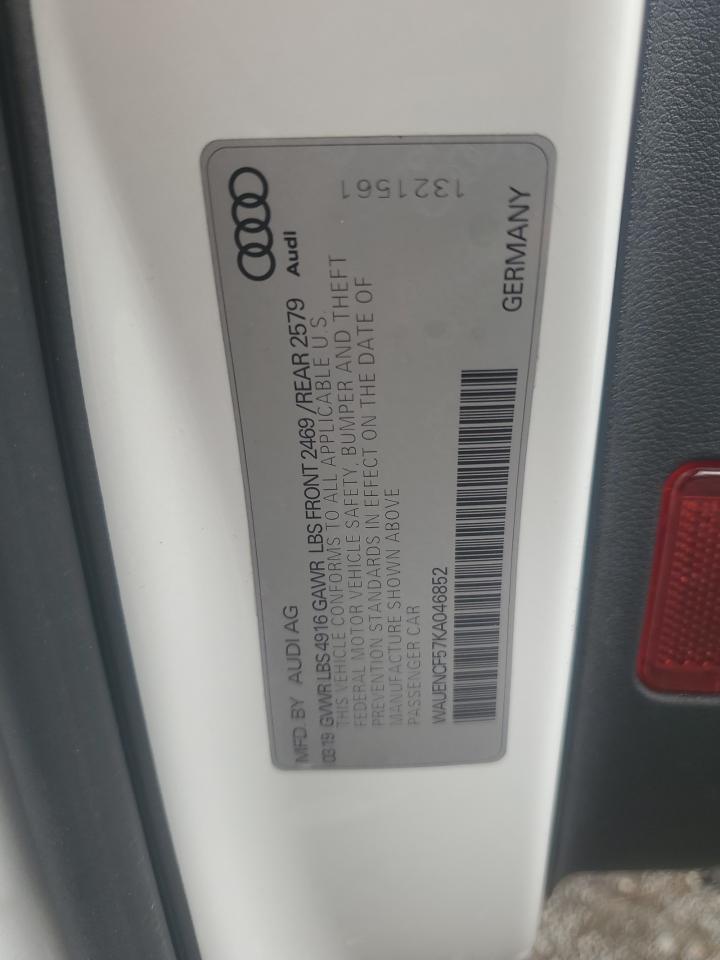 Audi
1321561
MFD. BY AUDI AG
03.19 GVWR LBS 4916 GAWR LBS FRONT 2469 / REAR 2579
THIS VEHICLE CONFORMS TO ALL APPLICABLE U.S.
FEDERAL MOTOR VEHICLE SAFETY, BUMPER AND THEFT
PREVENTION STANDARDS IN EFFECT ON THE DATE OF
MANUFACTURE SHOWN ABOVE
PASSENGER CAR
WAUENCF57KA046852
GERMANY